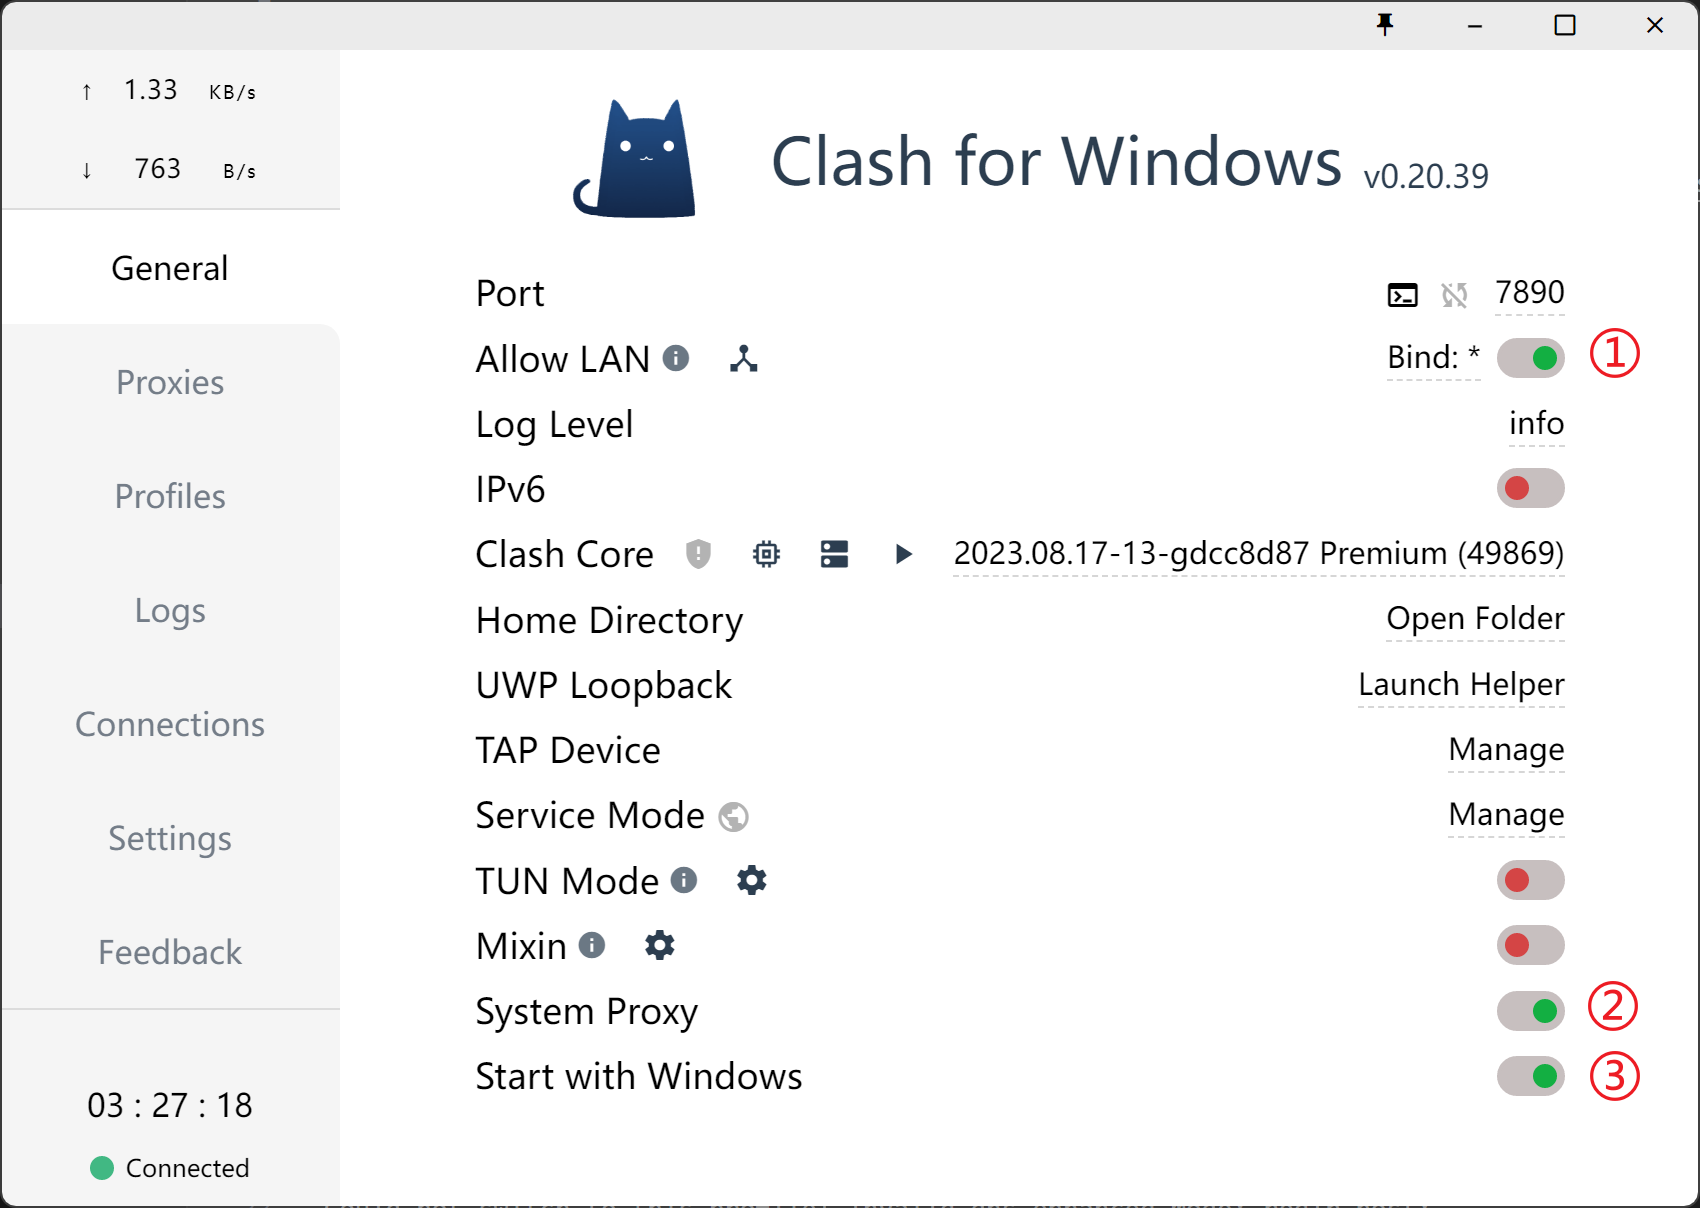 ↑ 1.33 KB/s
↓ 763 B/s
General
Proxies
Profiles
Logs
Connections
Settings
Feedback
03 : 27 : 18
Connected
Clash for Windows v0.20.39
Port 7890
Allow LAN Bind: * ①
Log Level info
IPv6
Clash Core 2023.08.17-13-gdcc8d87 Premium (49869)
Home Directory Open Folder
UWP Loopback Launch Helper
TAP Device Manage
Service Mode Manage
TUN Mode
Mixin
System Proxy ②
Start with Windows ③